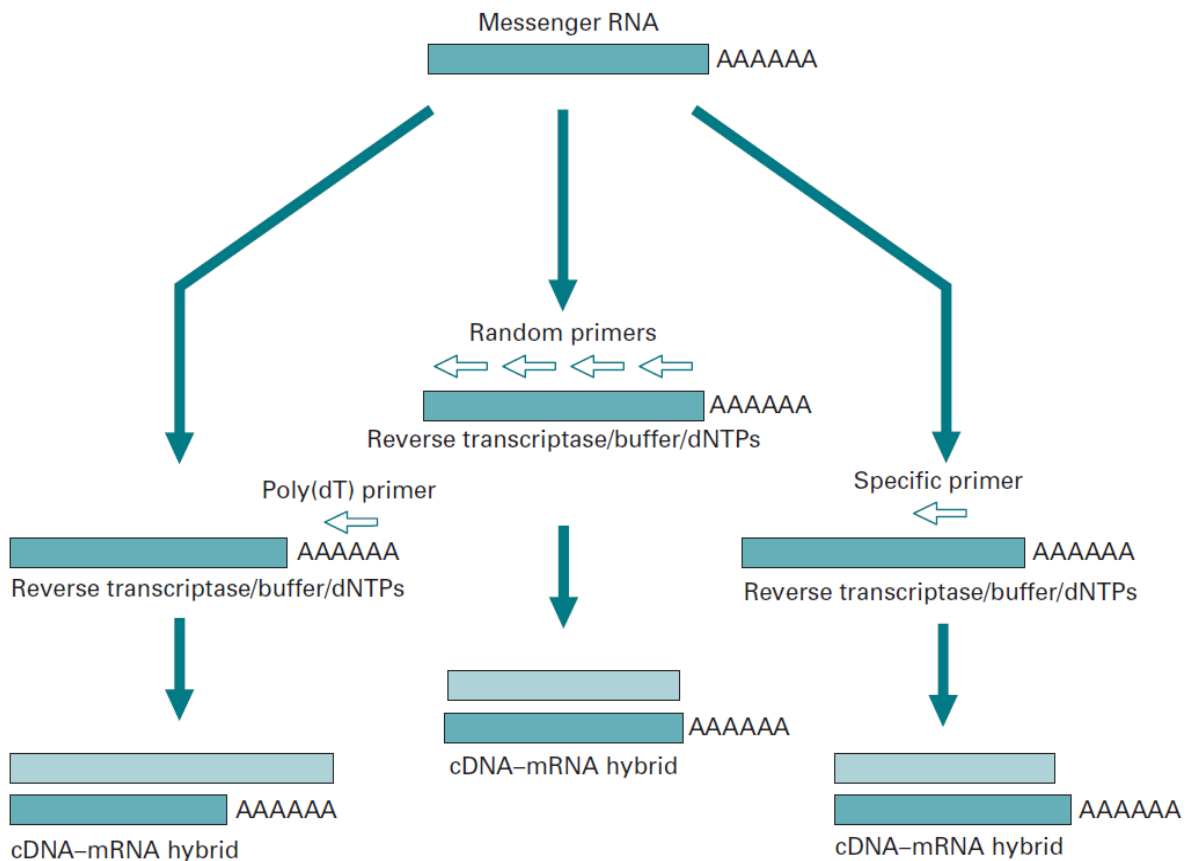 Messenger RNA
AAAAAA
Random primers
AAAAAA
Reverse transcriptase/buffer/dNTPs
Poly(dT) primer
AAAAAA
Reverse transcriptase/buffer/dNTPs
Specific primer
AAAAAA
Reverse transcriptase/buffer/dNTPs
AAAAAA
cDNA–mRNA hybrid
AAAAAA
cDNA–mRNA hybrid
AAAAAA
cDNA–mRNA hybrid